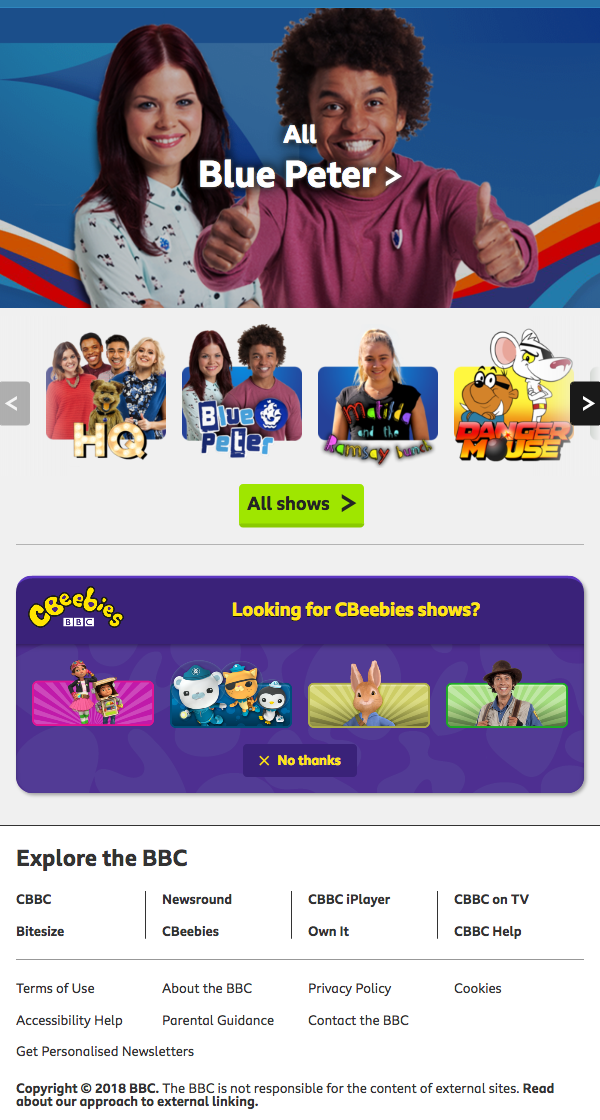 All
Blue Peter >
HQ
Blue
Peter
Matilda
and the
Ramsay bunch
DANGER
MOUSE
All shows >
CBeebies
BBC
Looking for CBeebies shows?
No thanks
Explore the BBC
CBBC
Newsround
CBBC iPlayer
CBBC on TV
Bitesize
CBeebies
Own It
CBBC Help
Terms of Use
About the BBC
Privacy Policy
Cookies
Accessibility Help
Parental Guidance
Contact the BBC
Get Personalised Newsletters
Copyright © 2018 BBC. The BBC is not responsible for the content of external sites. Read
about our approach to external linking.